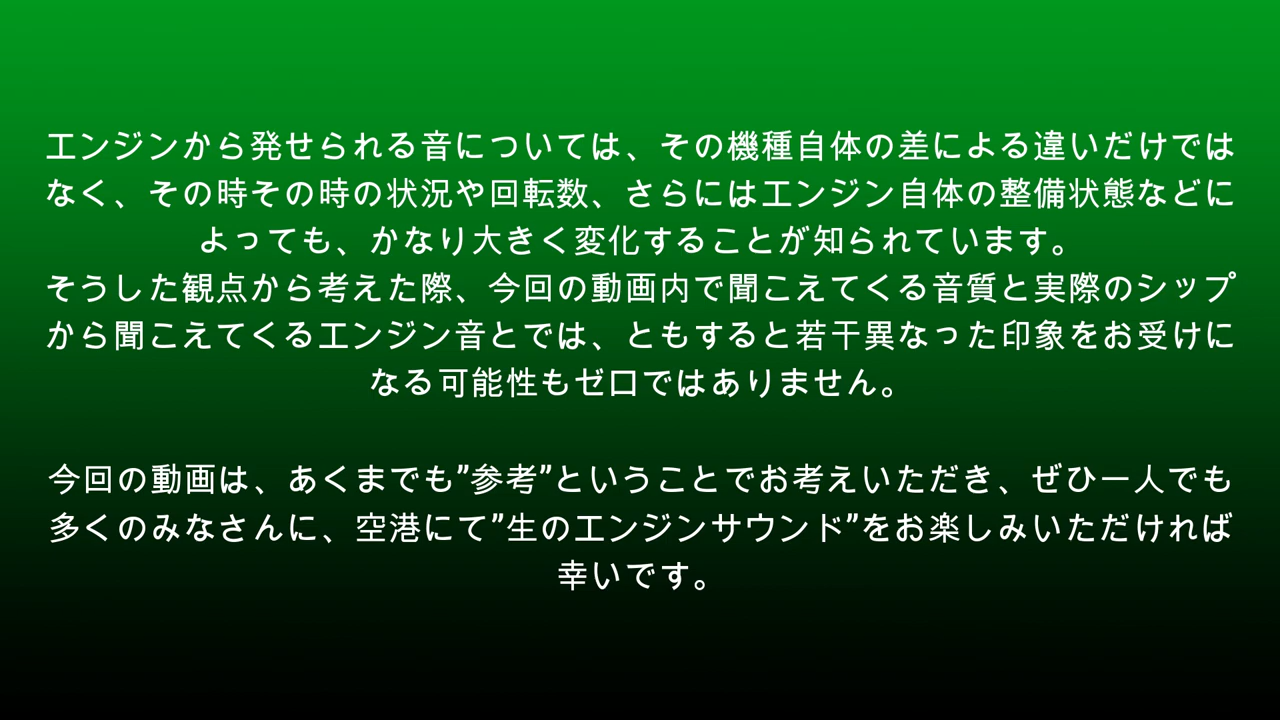 エンジンから発せられる音については、その機種自体の差による違いだけでは
なく、その時その時の状況や回転数、さらにはエンジン自体の整備状態などに
よっても、かなり大きく変化することが知られています。
そうした観点から考えた際、今回の動画内で聞こえてくる音質と実際のシップ
から聞こえてくるエンジン音とでは、ともすると若干異なった印象をお受けに
なる可能性もゼロではありません。
今回の動画は、あくまでも”参考”ということでお考えいただき、ぜひ一人でも
多くのみなさんに、空港にて”生のエンジンサウンド”をお楽しみいただければ
幸いです。